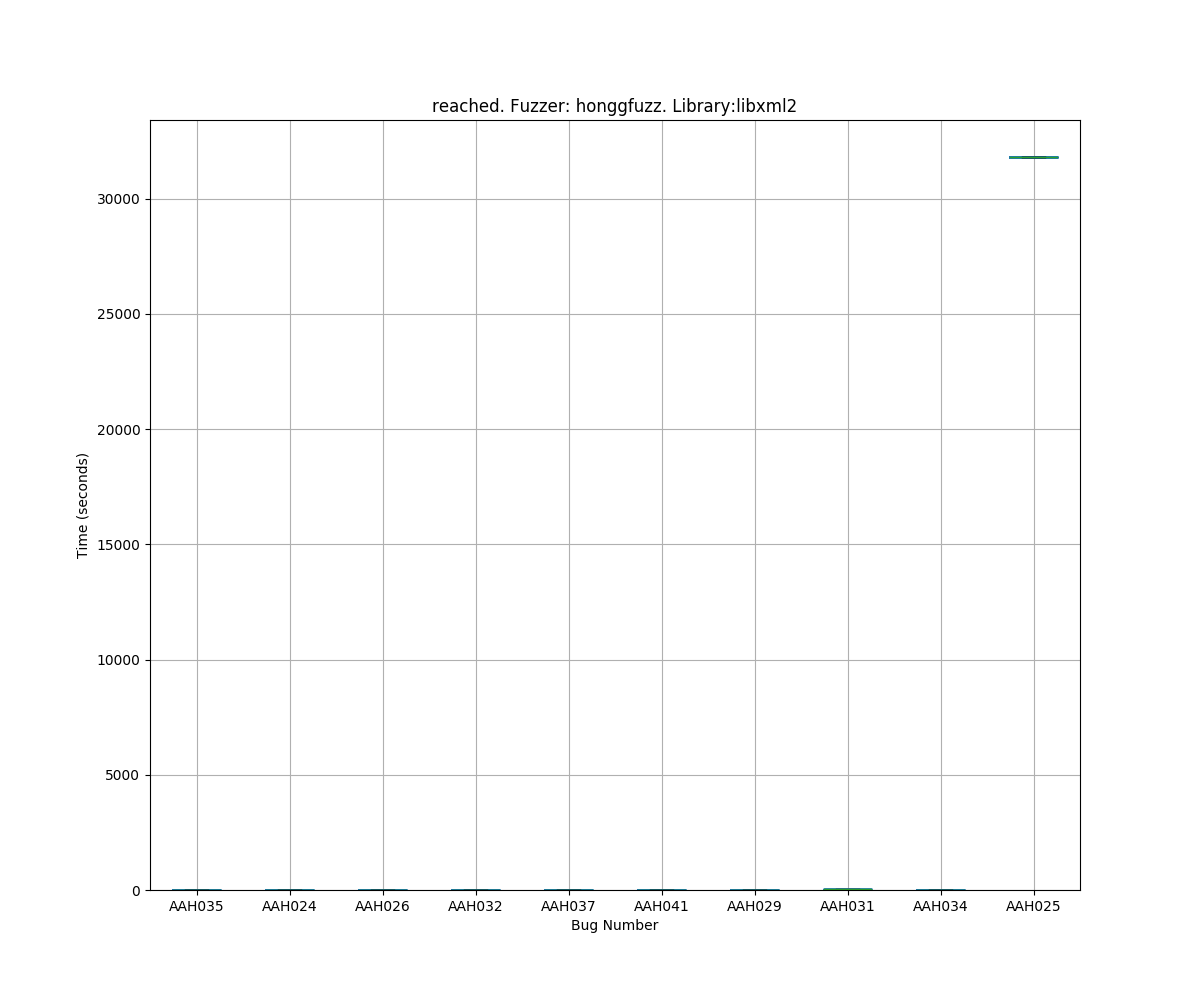 reached. Fuzzer: honggfuzz. Library:libxml2
30000
25000
20000
15000
10000
5000
0
Time (seconds)
AAH035 AAH024 AAH026 AAH032 AAH037 AAH041 AAH029 AAH031 AAH034 AAH025
Bug Number